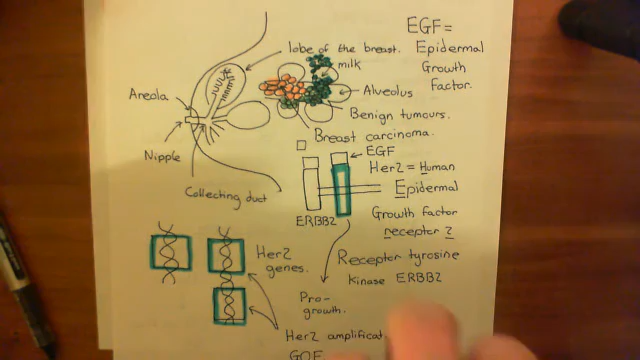 EGF =
Epidermal
Growth
Factor.
lobe of the breast.
milk
Areola
Alveolus
Benign tumours.
Breast carcinoma.
Nipple
EGF
Her2 = Human
Epidermal
Growth factor
receptor 2
Collecting duct
ERBB2
Receptor tyrosine
kinase ERBB2
Her2
genes.
Pro-
growth.
Her2 amplificat
GOF